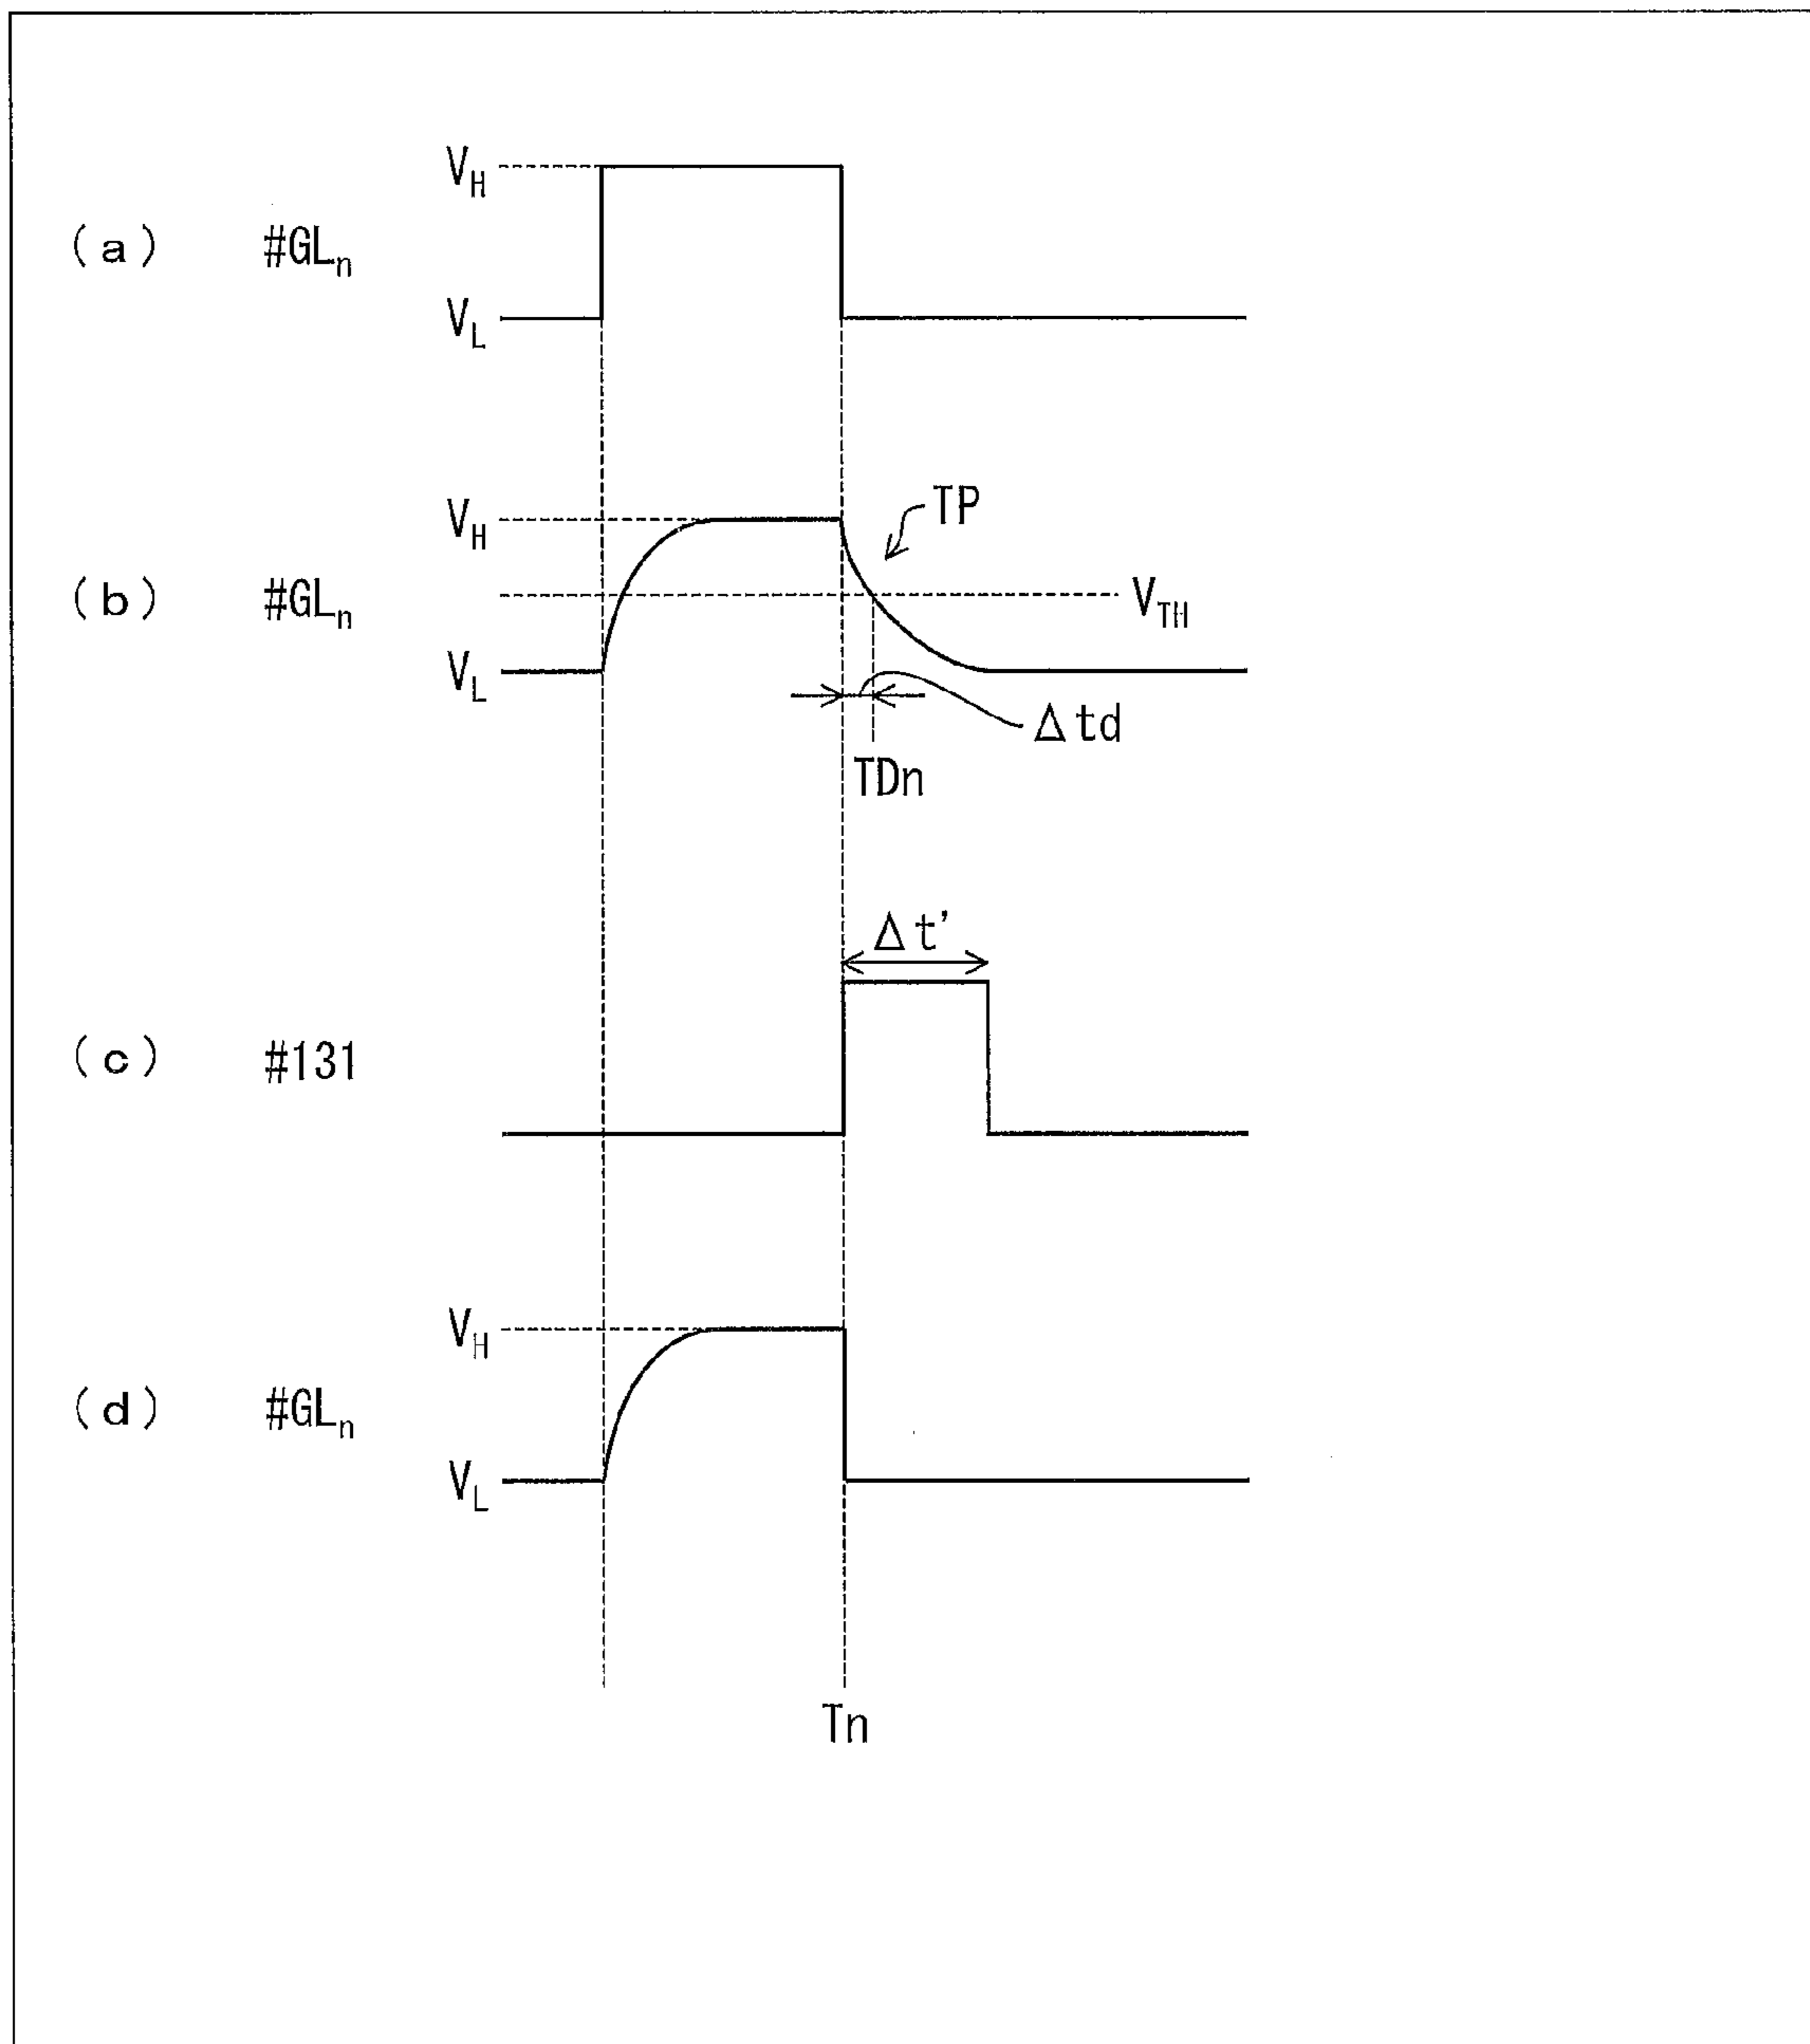 V_H
(a) #GL_n
V_L
V_H
TP
(b) #GL_n
V_TH
V_L
Δtd
TDn
Δt'
(c) #131
V_H
(d) #GL_n
V_L
Tn